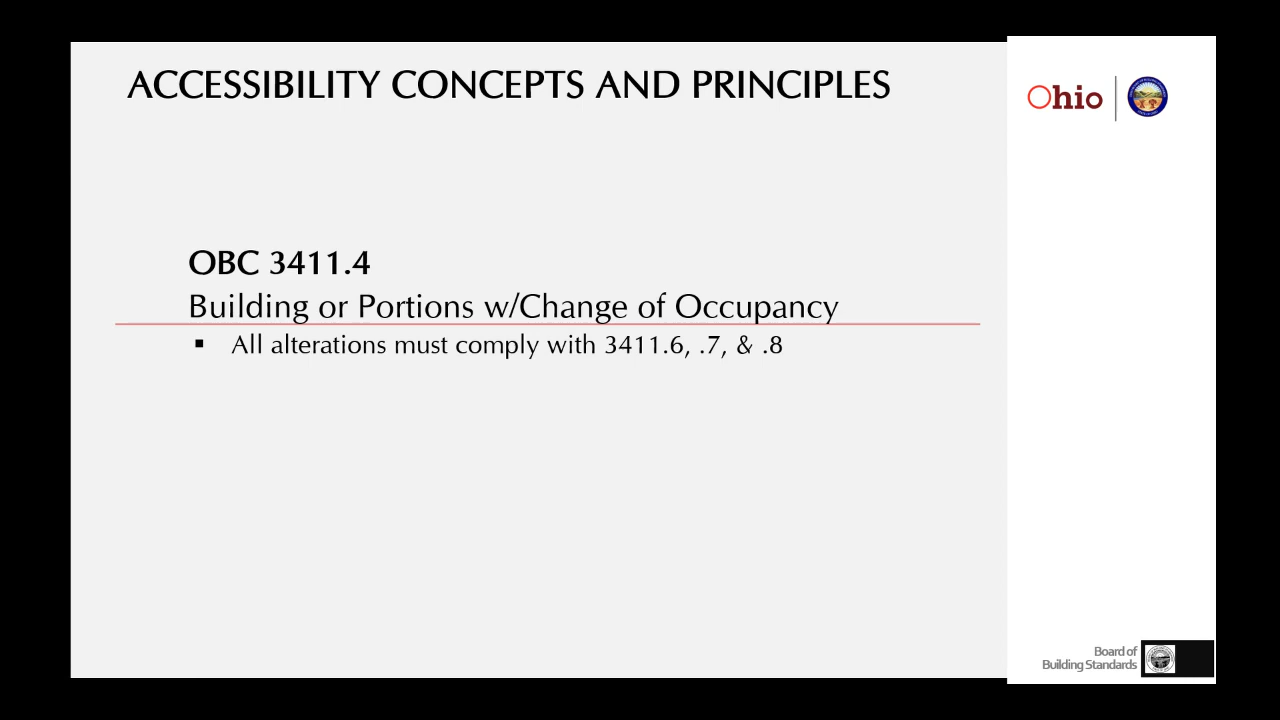 ACCESSIBILITY CONCEPTS AND PRINCIPLES
Ohio
OBC 3411.4
Building or Portions w/Change of Occupancy
▪ All alterations must comply with 3411.6, .7, & .8
Board of
Building Standards